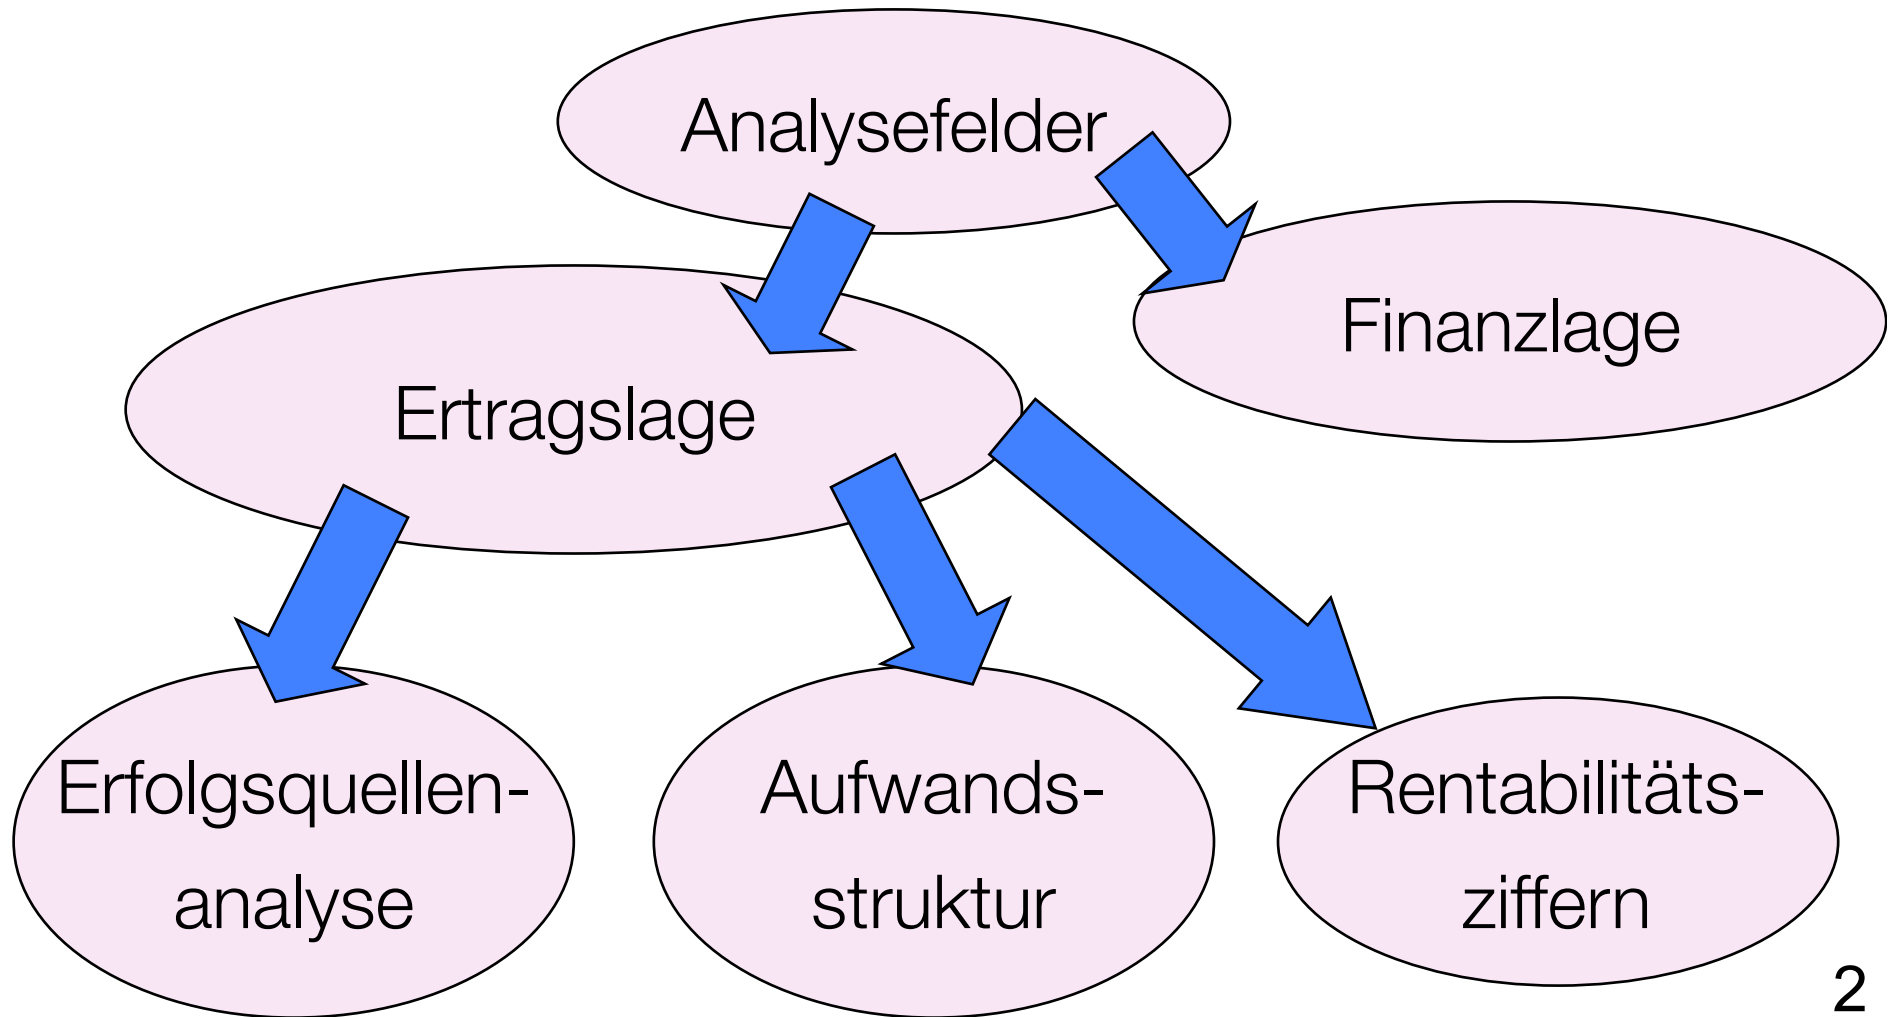 Analysefelder
Finanzlage
Ertragslage
Erfolgsquellen-
analyse
Aufwands-
struktur
Rentabilitäts-
ziffern
2